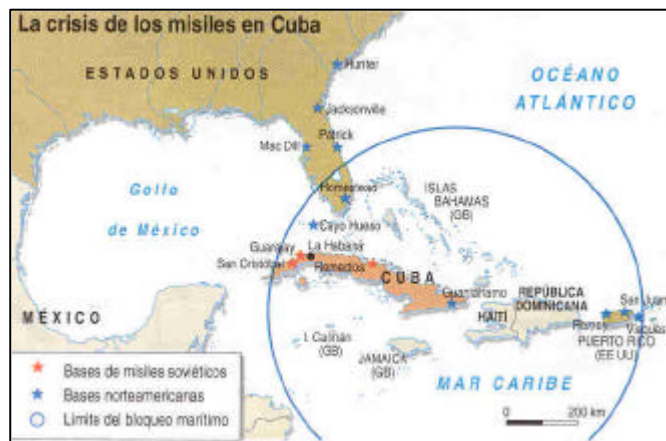 La crisis de los misiles en Cuba
ESTADOS UNIDOS
Hunter
OCÉANO
ATLÁNTICO
Jacksonville
Mac Dill
Patrick
Golfo
de México
Homestead
ISLAS
BAHAMAS
(GB)
Cayo Hueso
Guanajay
La Habana
San Cristóbal
Remedios
CUBA
Guantánamo
REPÚBLICA
DOMINICANA
San Juan
HAITÍ
Ramey
Vieques
PUERTO RICO
(EE UU)
MÉXICO
I. Caimán
(GB)
JAMAICA
(GB)
MAR CARIBE
Bases de misiles soviéticos
Bases norteamericanas
Límite del bloqueo marítimo
0 200 km